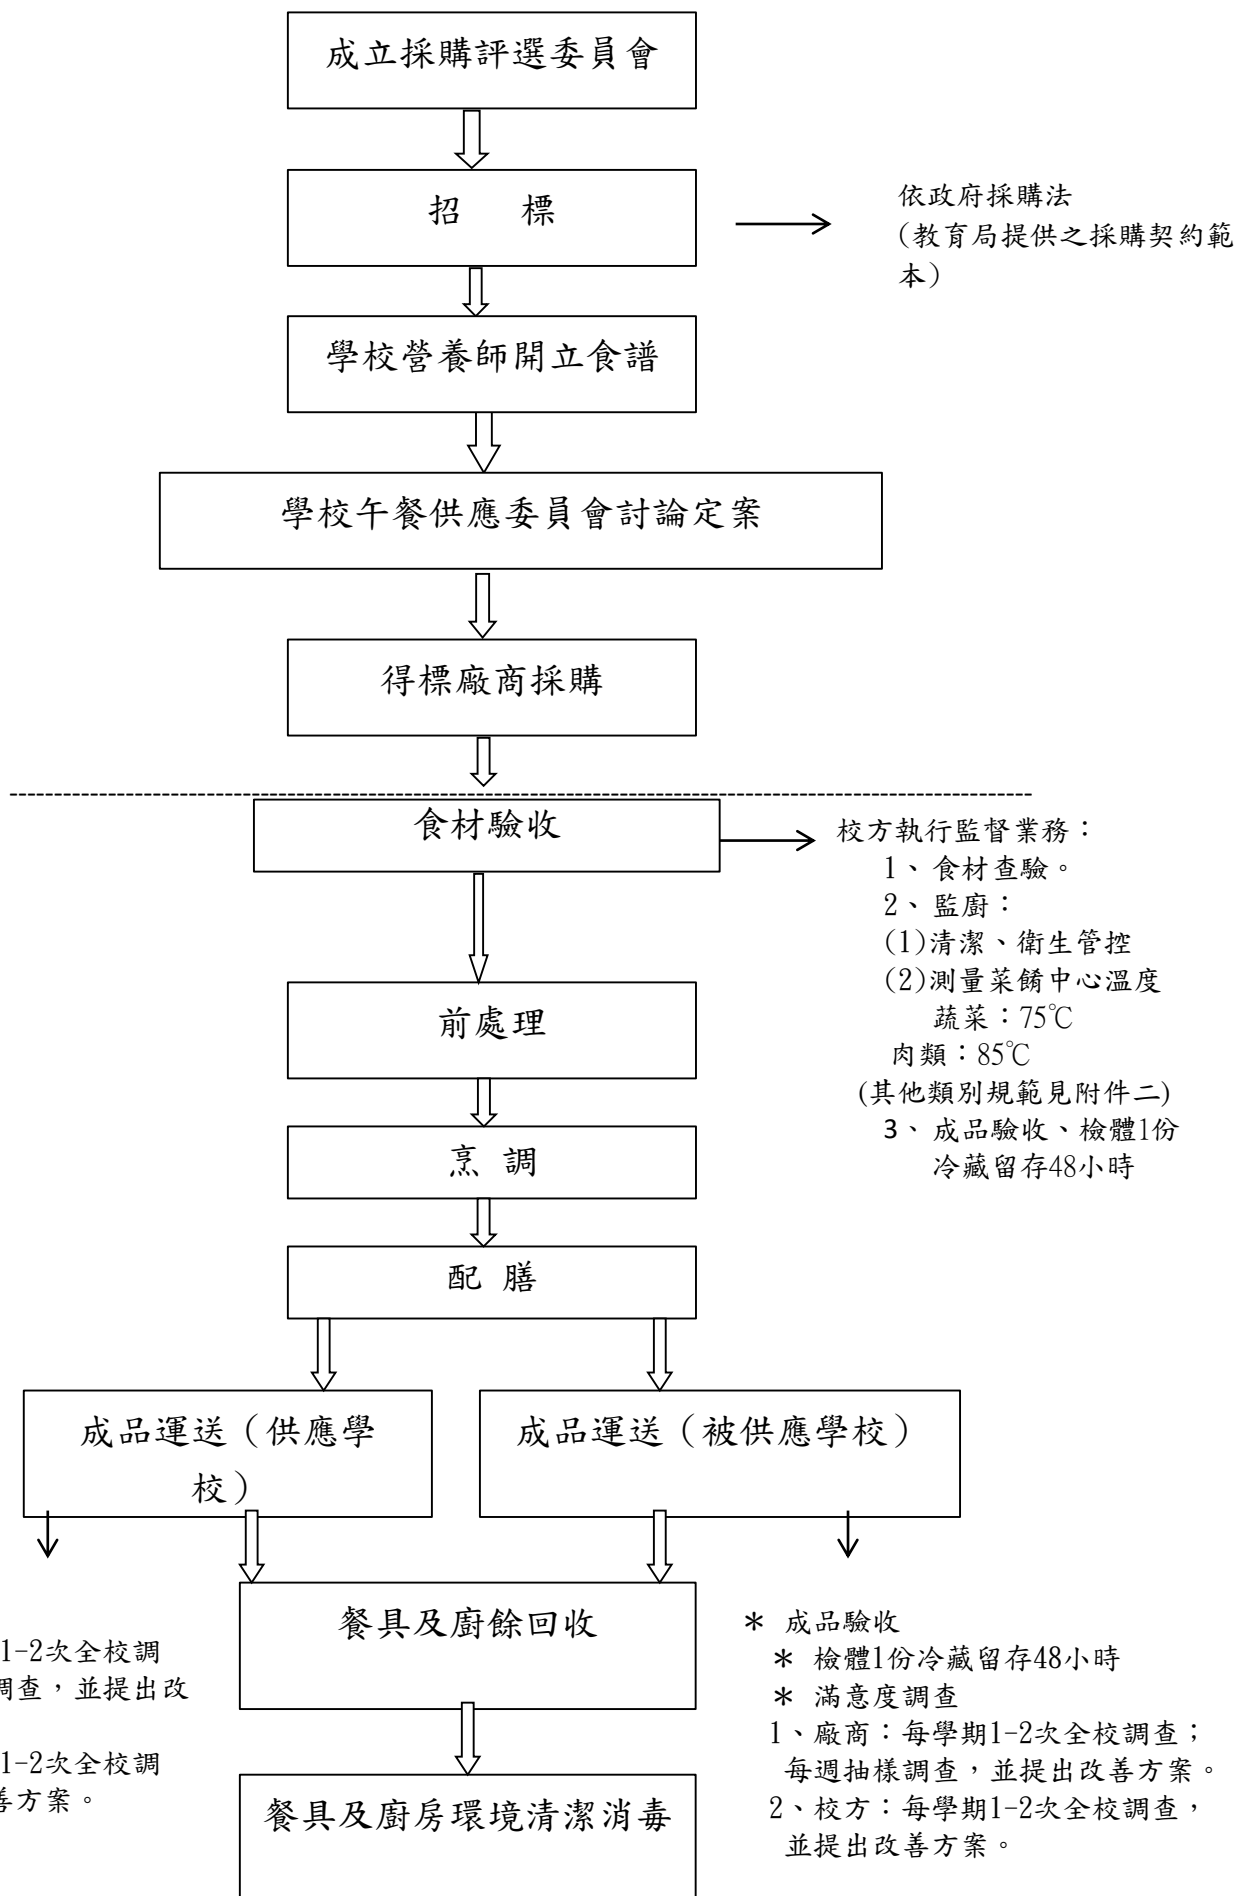 成立採購評選委員會
招 標
依政府採購法
（教育局提供之採購契約範
本）
學校營養師開立食譜
學校午餐供應委員會討論定案
得標廠商採購
食材驗收
校方執行監督業務：
1、食材查驗。
2、監廚：
(1)清潔、衛生管控
(2)測量菜餚中心溫度
蔬菜：75℃
肉類：85℃
(其他類別規範見附件二)
3、成品驗收、檢體1份
冷藏留存48小時
前處理
烹 調
配 膳
成品運送（供應學
校）
成品運送（被供應學校）
餐具及廚餘回收
1-2次全校調
調查，並提出改
1-2次全校調
善方案。
＊ 成品驗收
＊ 檢體1份冷藏留存48小時
＊ 滿意度調查
1、廠商：每學期1-2次全校調查；
每週抽樣調查，並提出改善方案。
2、校方：每學期1-2次全校調查，
並提出改善方案。
餐具及廚房環境清潔消毒